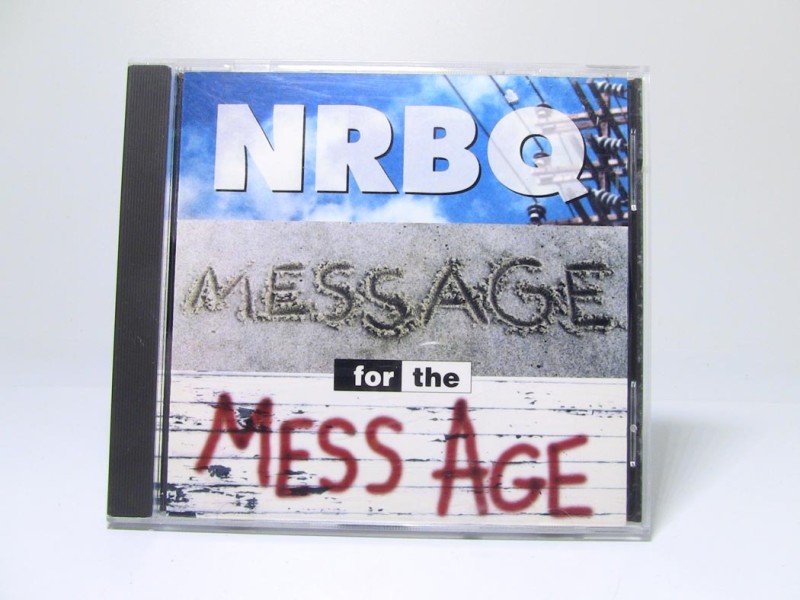 NRBQ
MESSAGE
for the
MESS AGE